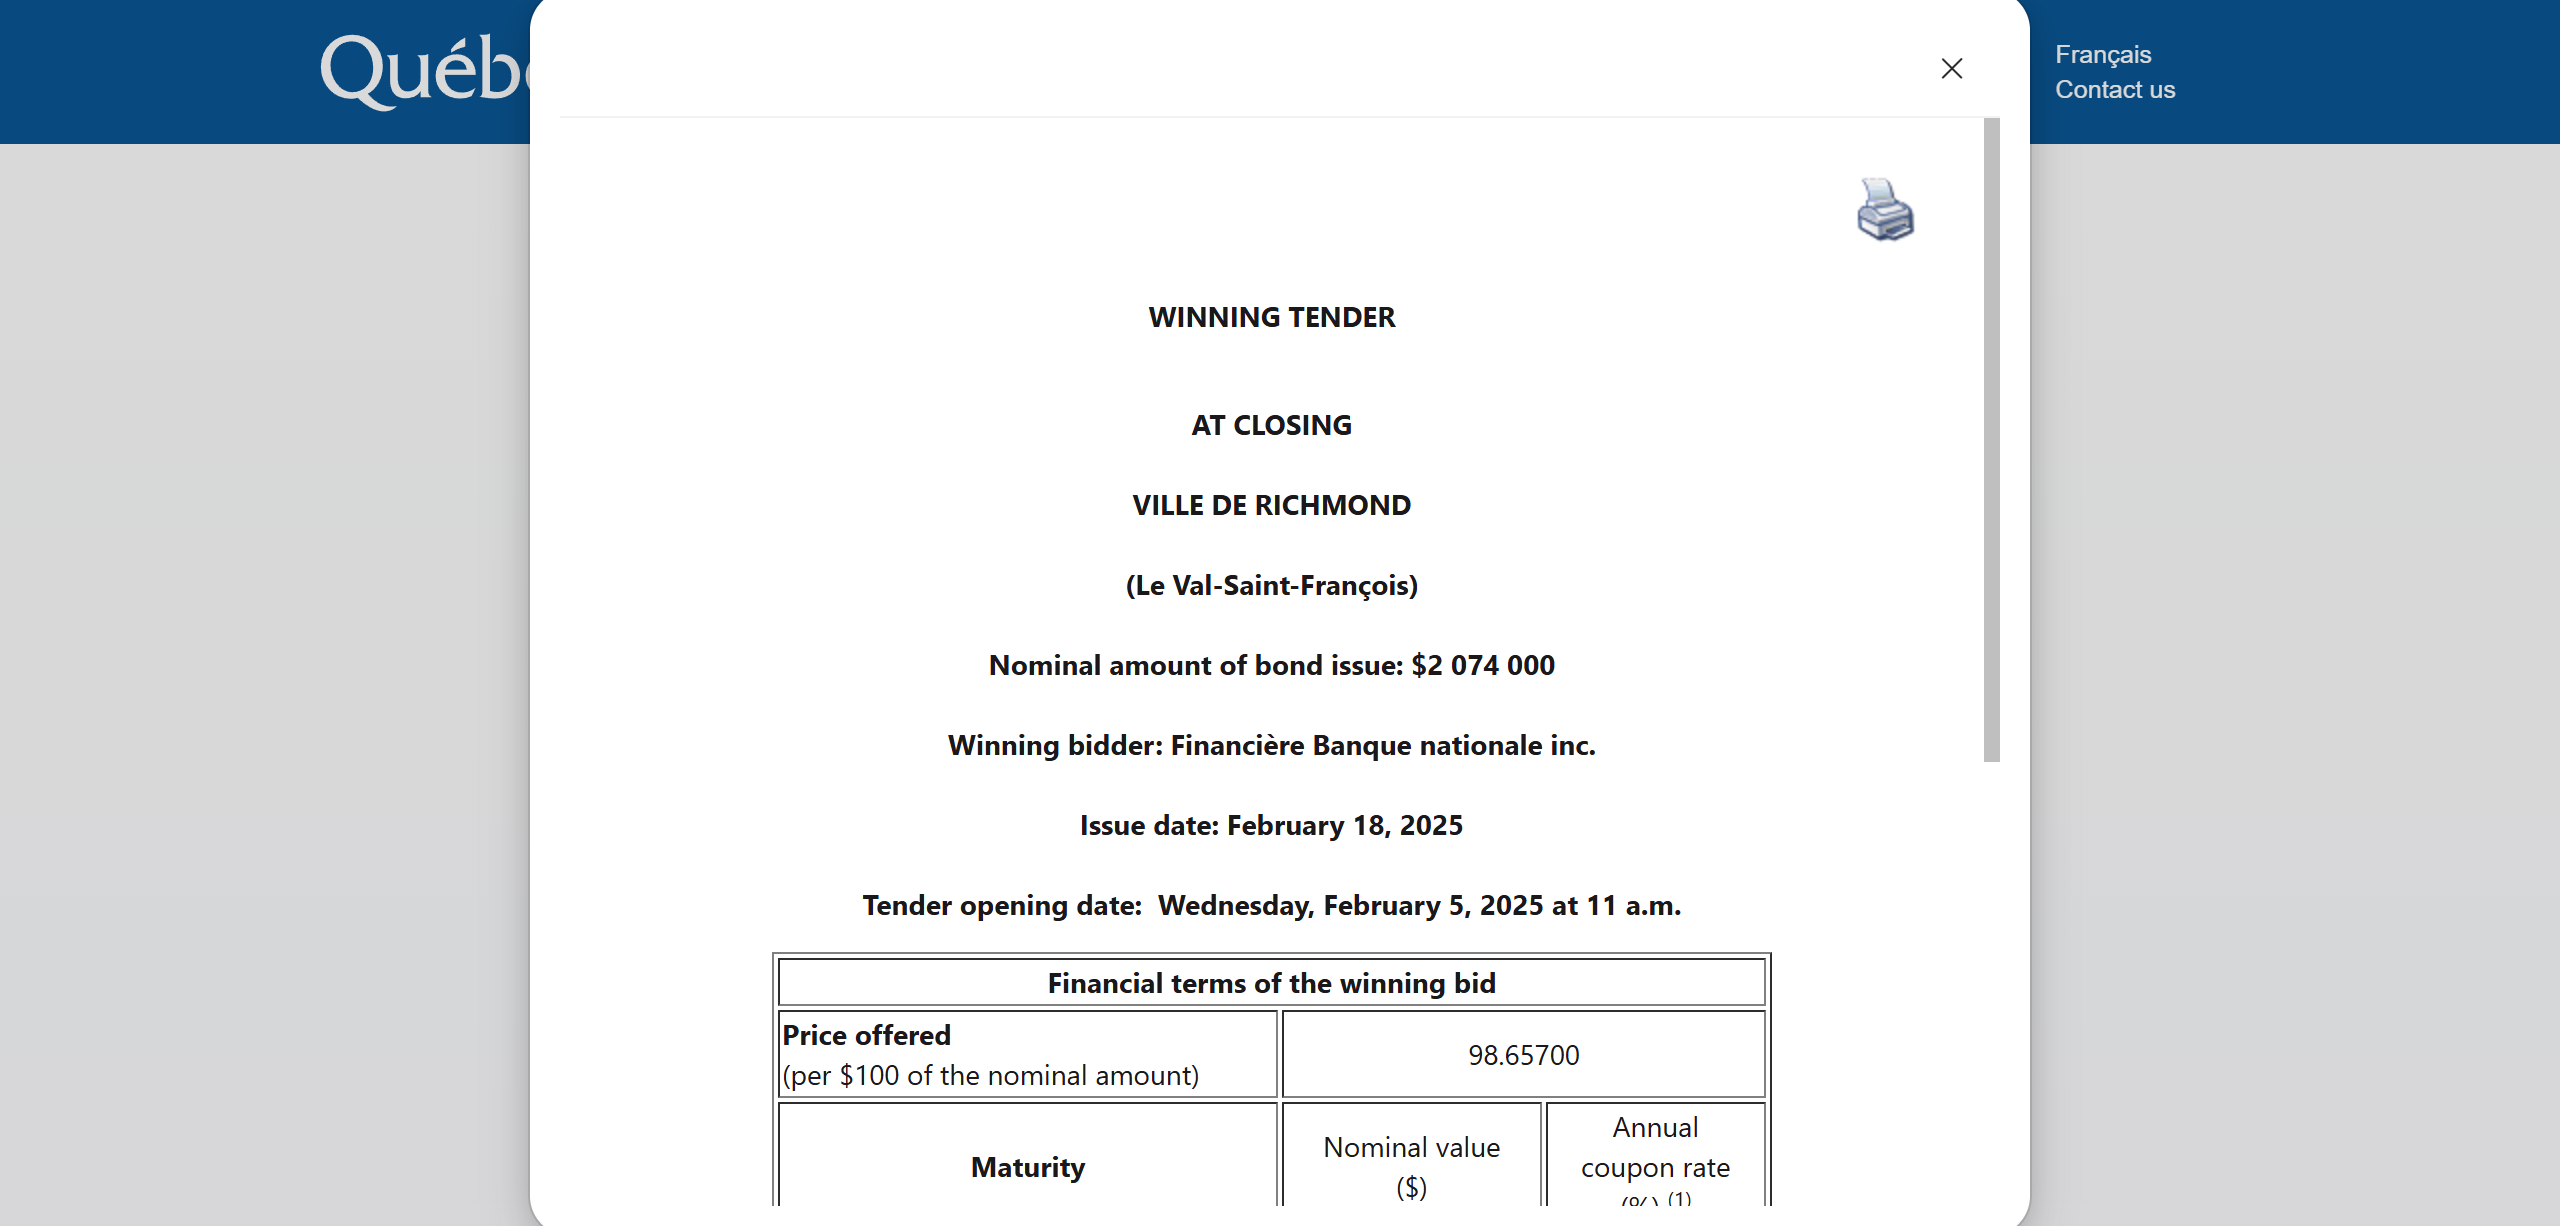 Français
Contact us
WINNING TENDER
AT CLOSING
VILLE DE RICHMOND
(Le Val-Saint-François)
Nominal amount of bond issue: $2 074 000
Winning bidder: Financière Banque nationale inc.
Issue date: February 18, 2025
Tender opening date:  Wednesday, February 5, 2025 at 11 a.m.
Financial terms of the winning bid
Price offered
(per $100 of the nominal amount)
98.65700
Maturity
Nominal value
($)
Annual
coupon rate
(%) (1)